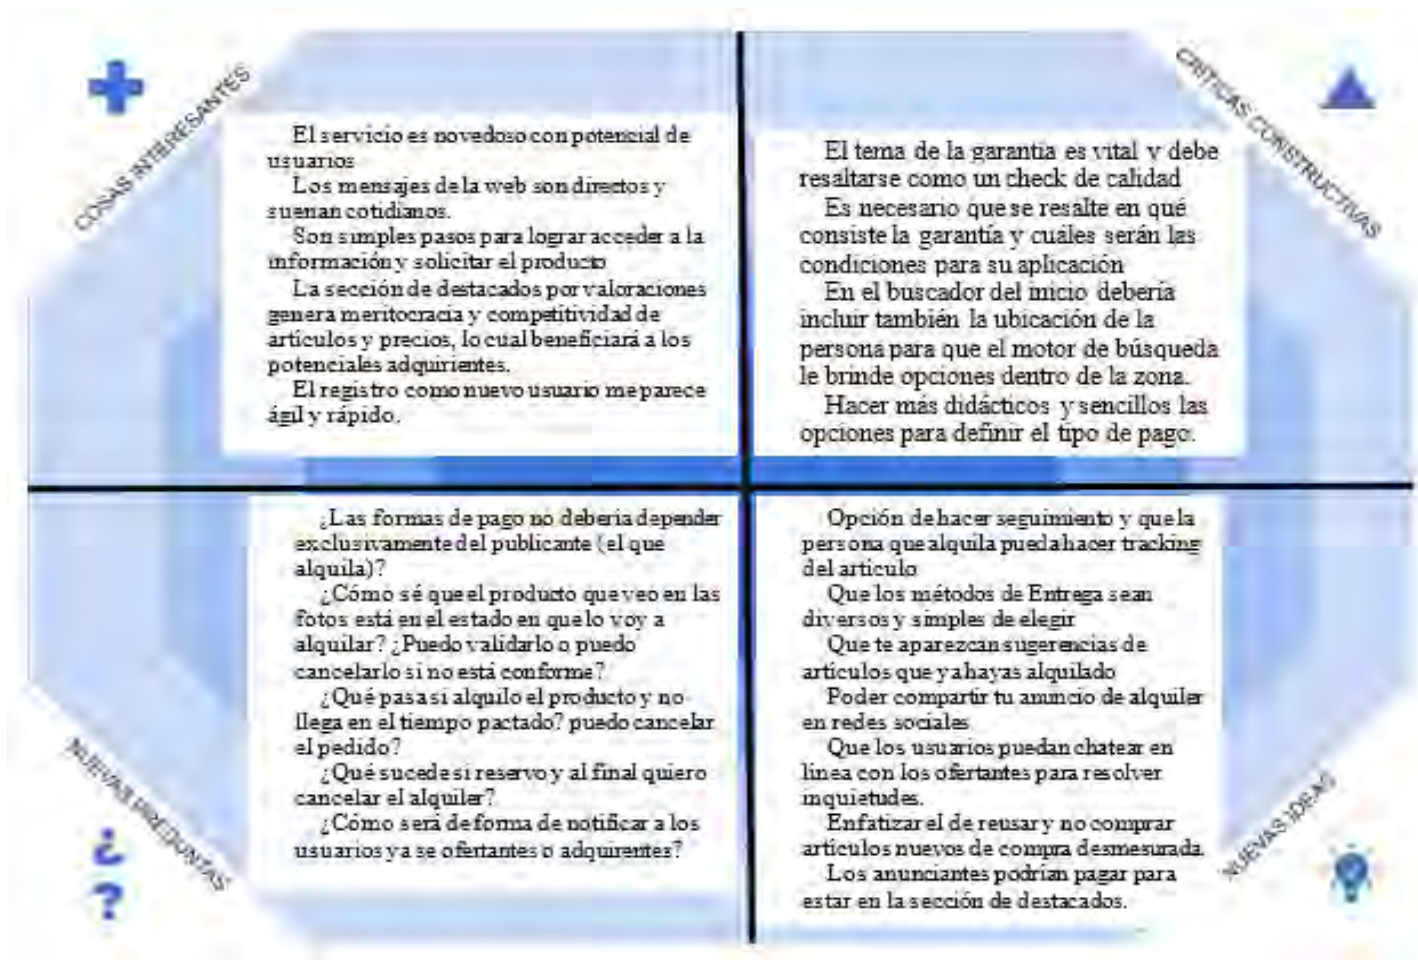 COSAS INTERESANTES
El servicio es novedoso con potencial de
usuarios
Los mensajes de la web son directos y
suenan cotidianos.
Son simples pasos para lograr acceder a la
información y solicitar el producto
La sección de destacados por valoraciones
genera meritocracia y competitividad de
artículos y precios, lo cual beneficiará a los
potenciales adquirientes.
El registro como nuevo usuario me parece
ágil y rápido.
CRÍTICAS CONSTRUCTIVAS
El tema de la garantía es vital y debe
resaltarse como un check de calidad
Es necesario que se resalte en qué
consiste la garantía y cuáles serán las
condiciones para su aplicación
En el buscador del inicio debería
incluir también la ubicación de la
persona para que el motor de búsqueda
le brinde opciones dentro de la zona.
Hacer más didácticos y sencillos las
opciones para definir el tipo de pago.
NUEVAS PREGUNTAS
¿
?
¿Las formas de pago no debería depender
exclusivamente del publicante (el que
alquila)?
¿Cómo sé que el producto que veo en las
fotos está en el estado en que lo voy a
alquilar? ¿Puedo validarlo o puedo
cancelarlo si no está conforme?
¿Qué pasa si alquilo el producto y no
llega en el tiempo pactado? puedo cancelar
el pedido?
¿Qué sucede si reservo y al final quiero
cancelar el alquiler?
¿Cómo será de forma de notificar a los
usuarios ya se ofertantes o adquirentes?
NUEVAS IDEAS
Opción de hacer seguimiento y que la
persona que alquila pueda hacer tracking
del artículo
Que los métodos de Entrega sean
diversos y simples de elegir
Que te aparezcan sugerencias de
artículos que ya hayas alquilado
Poder compartir tu anuncio de alquiler
en redes sociales
Que los usuarios puedan chatear en
línea con los ofertantes para resolver
inquietudes.
Enfatizar el de reusar y no comprar
artículos nuevos de compra desmesurada.
Los anunciantes podrían pagar para
estar en la sección de destacados.